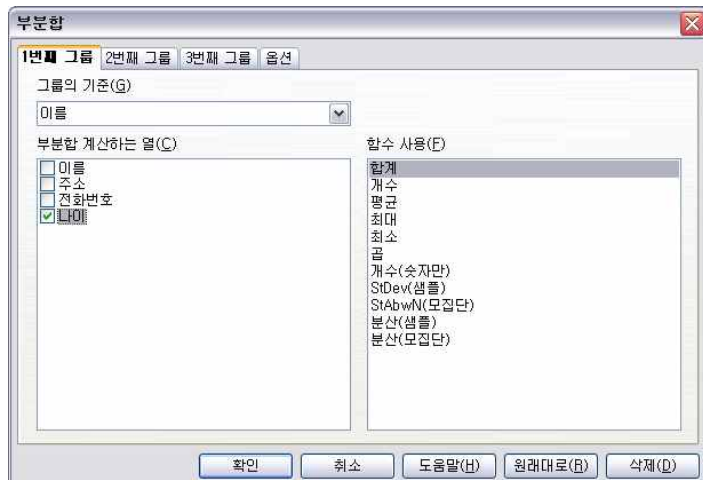 부분합
1번째 그룹 2번째 그룹 3번째 그룹 옵션
그룹의 기준(G)
이름
부분합 계산하는 열(C)
함수 사용(F)
이름
주소
전화번호
나이
합계
개수
평균
최대
최소
곱
개수(숫자만)
StDev(샘플)
StAbwN(모집단)
분산(샘플)
분산(모집단)
확인 취소 도움말(H) 원래대로(R) 삭제(D)